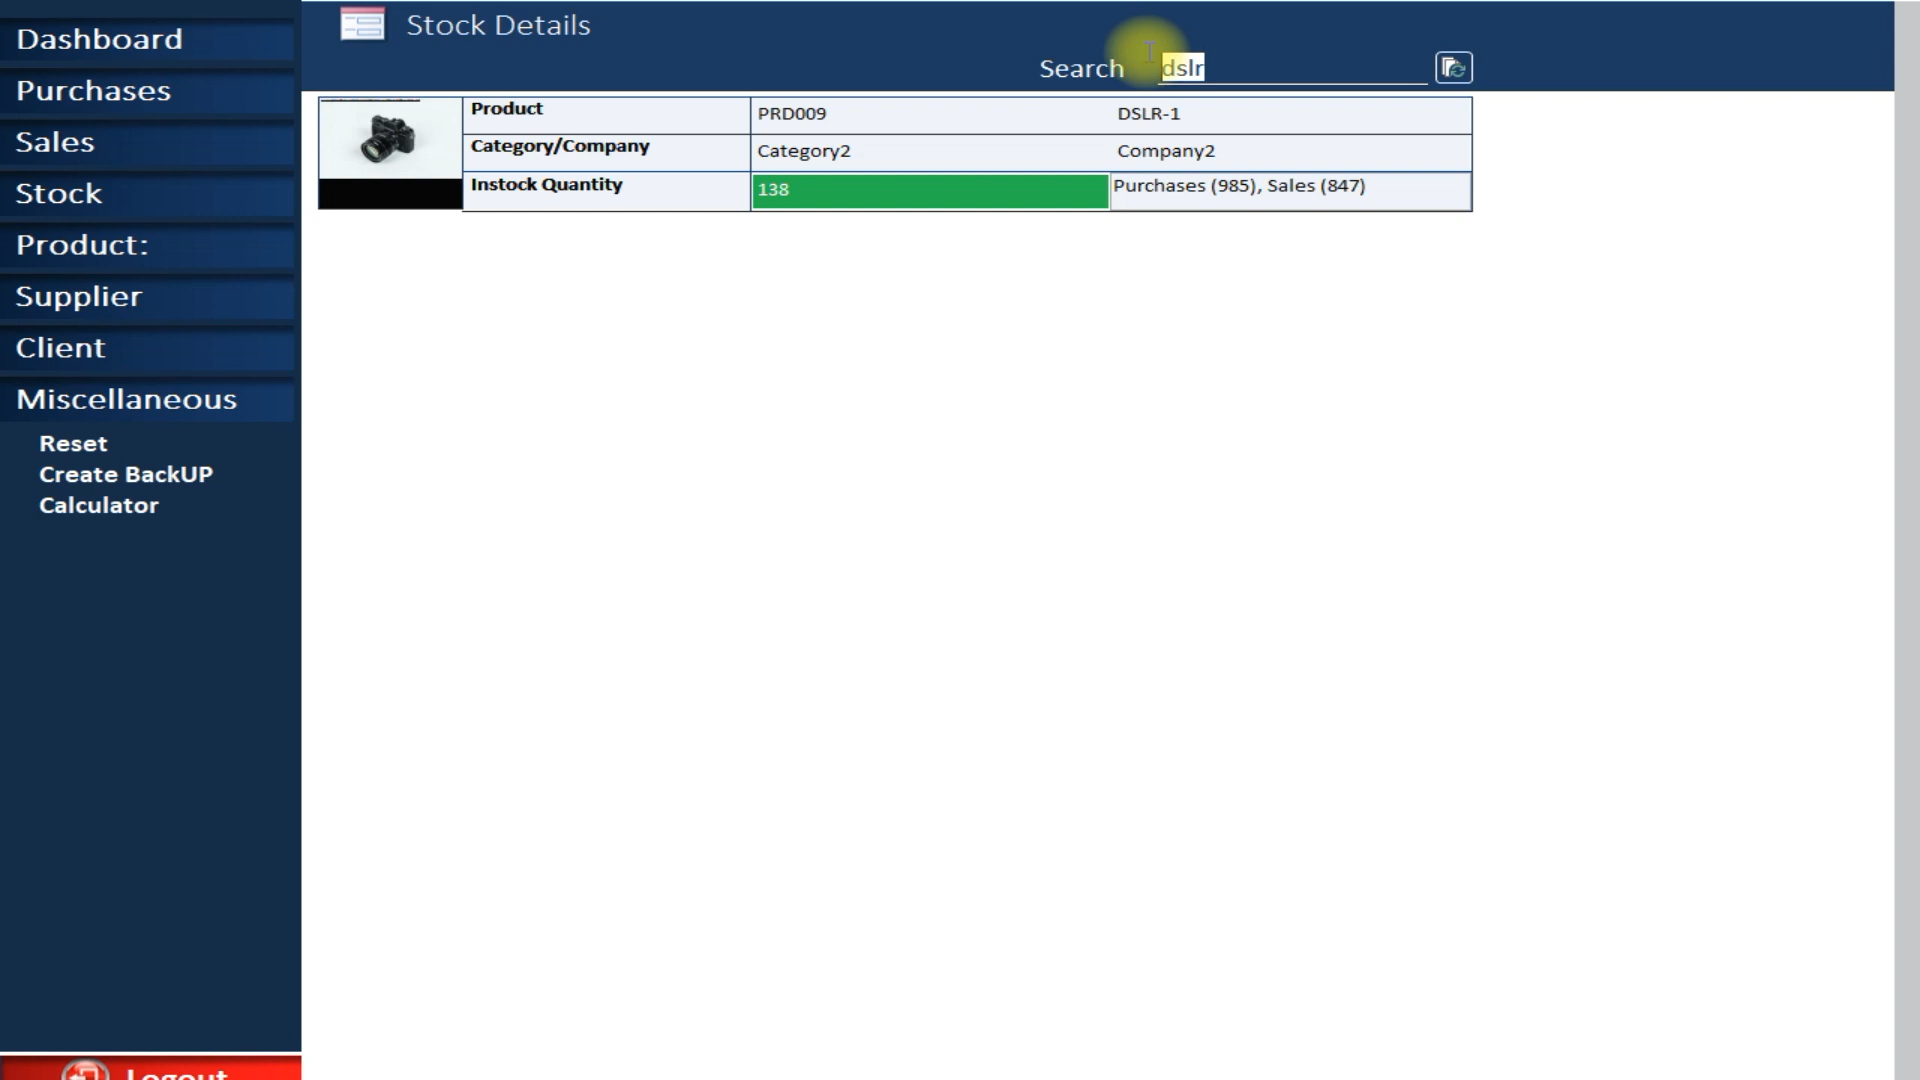 Dashboard
Purchases
Sales
Stock
Product:
Supplier
Client
Miscellaneous
Reset
Create BackUP
Calculator
Logout
Stock Details
Search dslr
Product PRD009 DSLR-1
Category/Company Category2 Company2
Instock Quantity 138 Purchases (985), Sales (847)